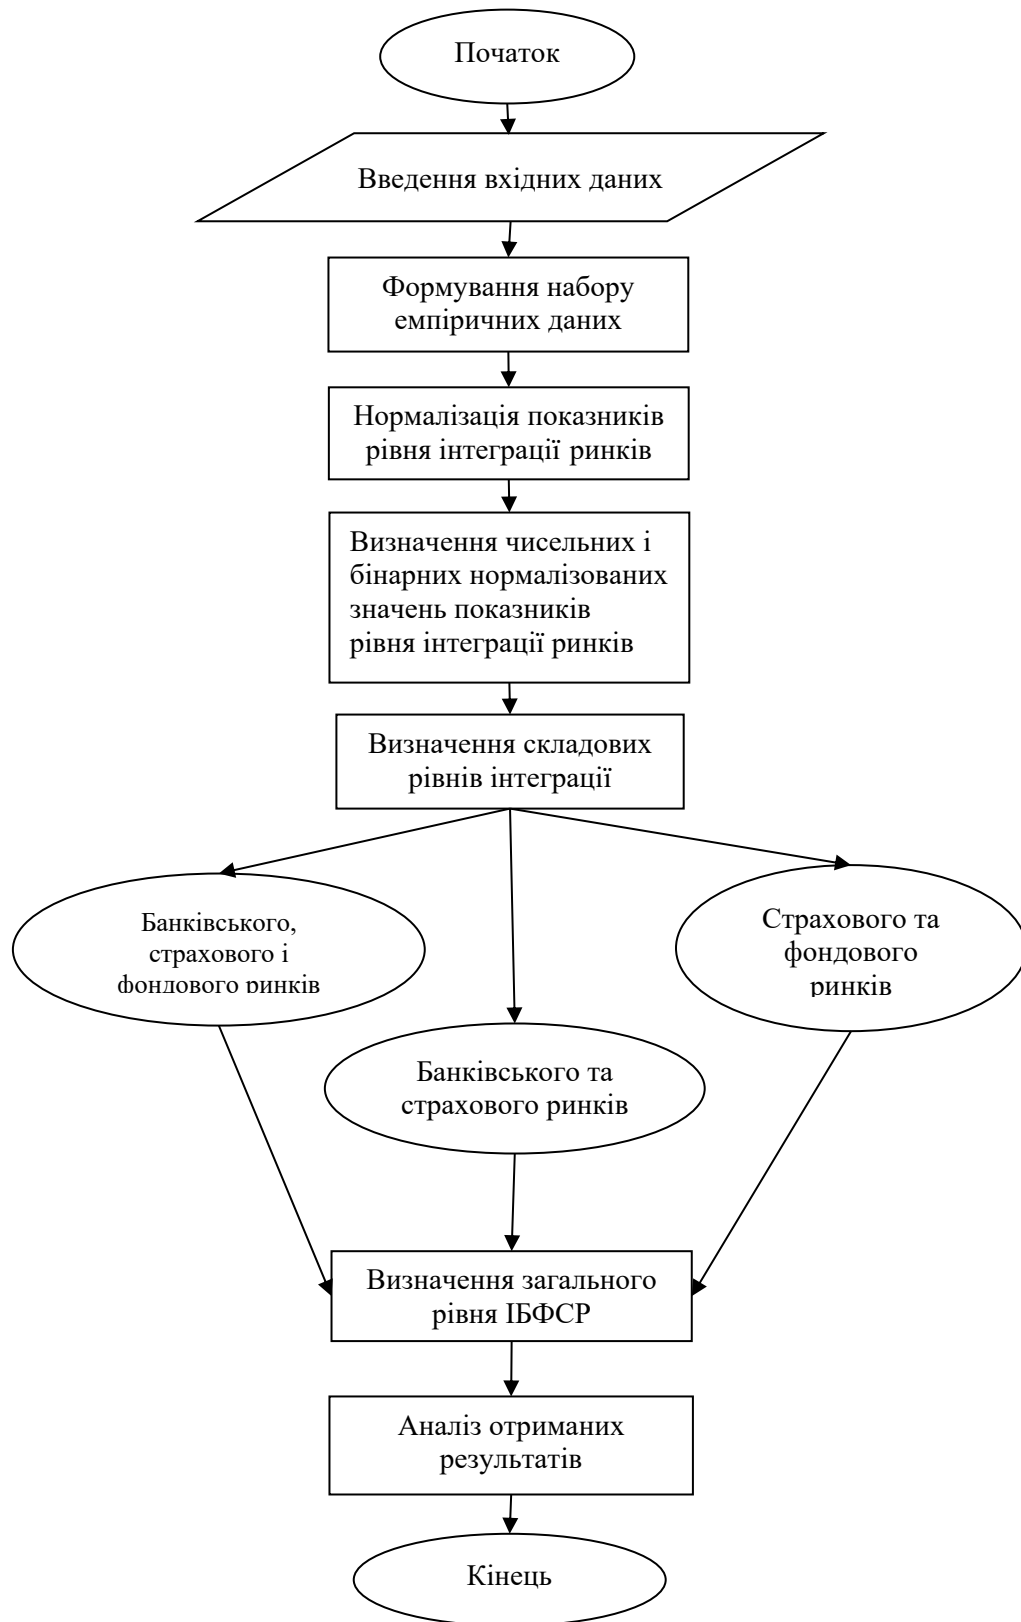 Початок
Введення вхідних даних
Формування набору
емпіричних даних
Нормалізація показників
рівня інтеграції ринків
Визначення чисельних і
бінарних нормалізованих
значень показників
рівня інтеграції ринків
Визначення складових
рівнів інтеграції
Банківського,
страхового і
фондового ринків
Страхового та
фондового
ринків
Банківського та
страхового ринків
Визначення загального
рівня ІБФСР
Аналіз отриманих
результатів
Кінець